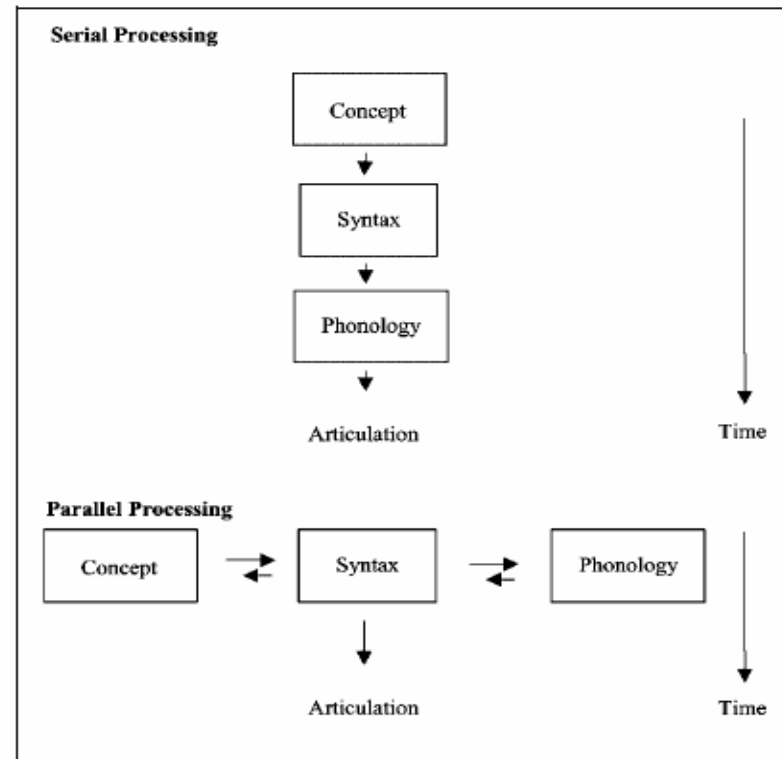 Serial Processing
Concept
Syntax
Phonology
Articulation Time
Parallel Processing
Concept Syntax Phonology
Articulation Time